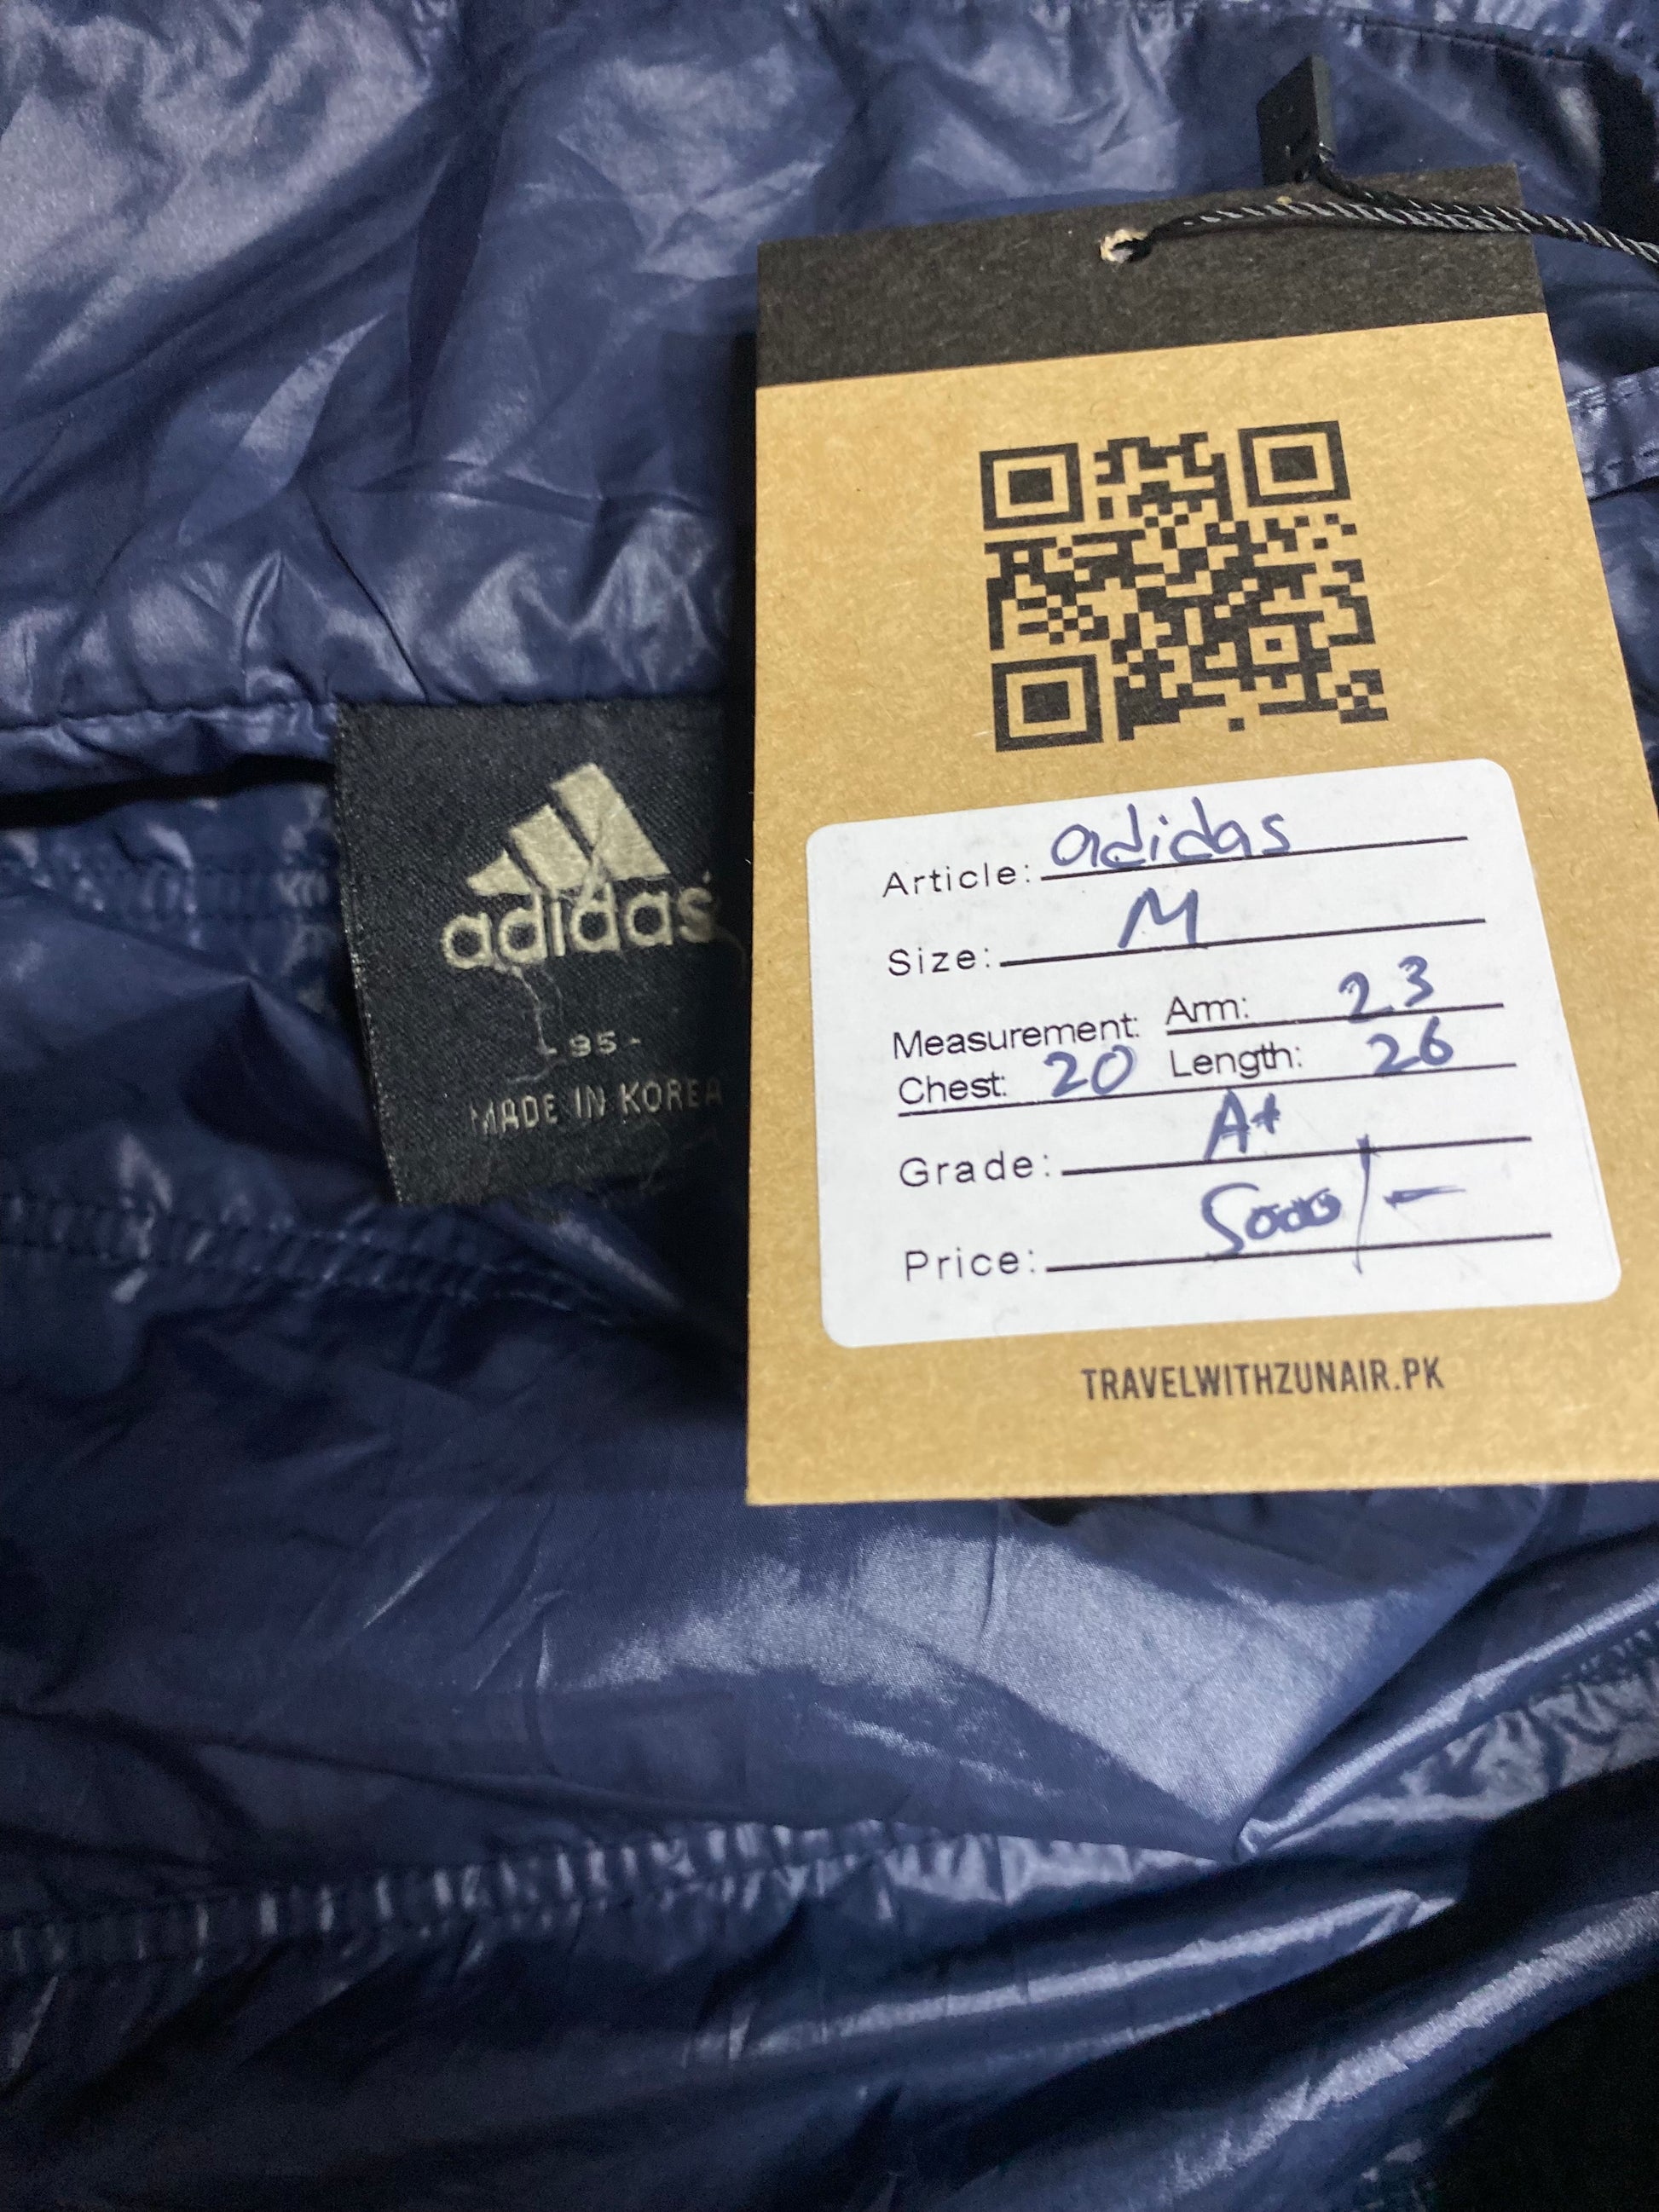 adidas
- 95 -
MADE IN KOREA
Article: adidas
Size: M
Measurement: Arm: 23
Chest: 20 Length: 26
Grade: A+
Price: 5000/-
TRAVELWITHZUNAIR.PK